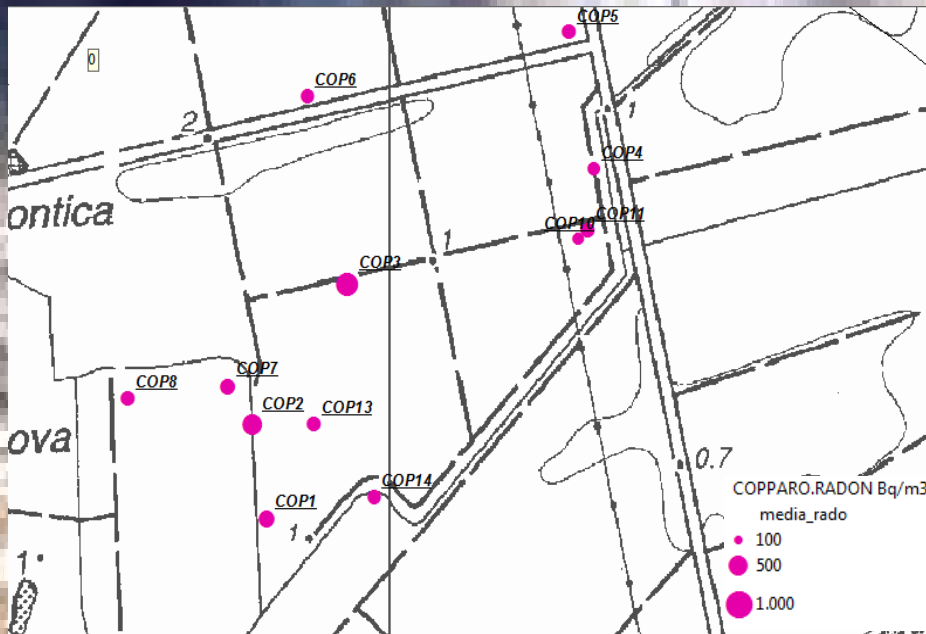 COP5
0
COP6
2
1
COP4
ontica
COP11
COP10
1
COP3
COP7
COP8
COP2
COP13
ova
0.7
COP14
COPPARO.RADON Bq/m3
COP1
media_rado
1
100
1
500
1.000